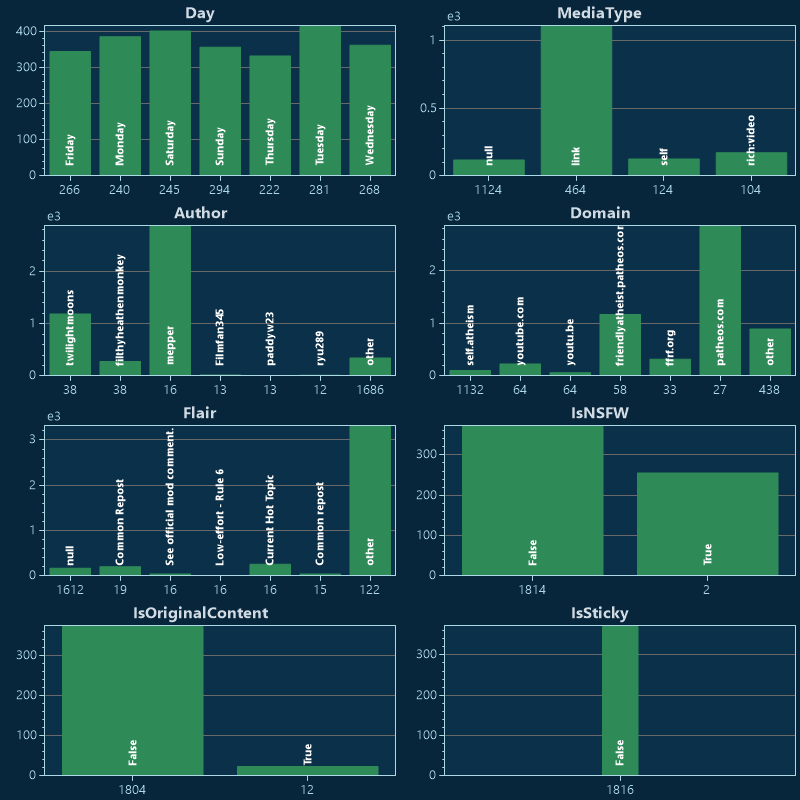 Day
400
300
200
100
0
Friday
Monday
Saturday
Sunday
Thursday
Tuesday
Wednesday
266 240 245 294 222 281 268
MediaType
1e3
1
0.5
0
null
link
self
rich:video
1124 464 124 104
Author
1e3
2
1
0
twilightmoons
filthyheathenmonkey
mepper
Filmfan345
paddyw23
ryu289
other
38 38 16 13 13 12 1686
Domain
1e3
2
1
0
self.atheism
youtube.com
youtu.be
friendlyatheist.patheos.com
ffrf.org
patheos.com
other
1132 64 64 58 33 27 438
Flair
1e3
3
2
1
0
null
Common Repost
See official mod comment.
Low-effort - Rule 6
Current Hot Topic
Common repost
other
1612 19 16 16 16 15 122
IsNSFW
300
200
100
0
False
True
1814 2
IsOriginalContent
300
200
100
0
False
True
1804 12
IsSticky
300
200
100
0
False
1816